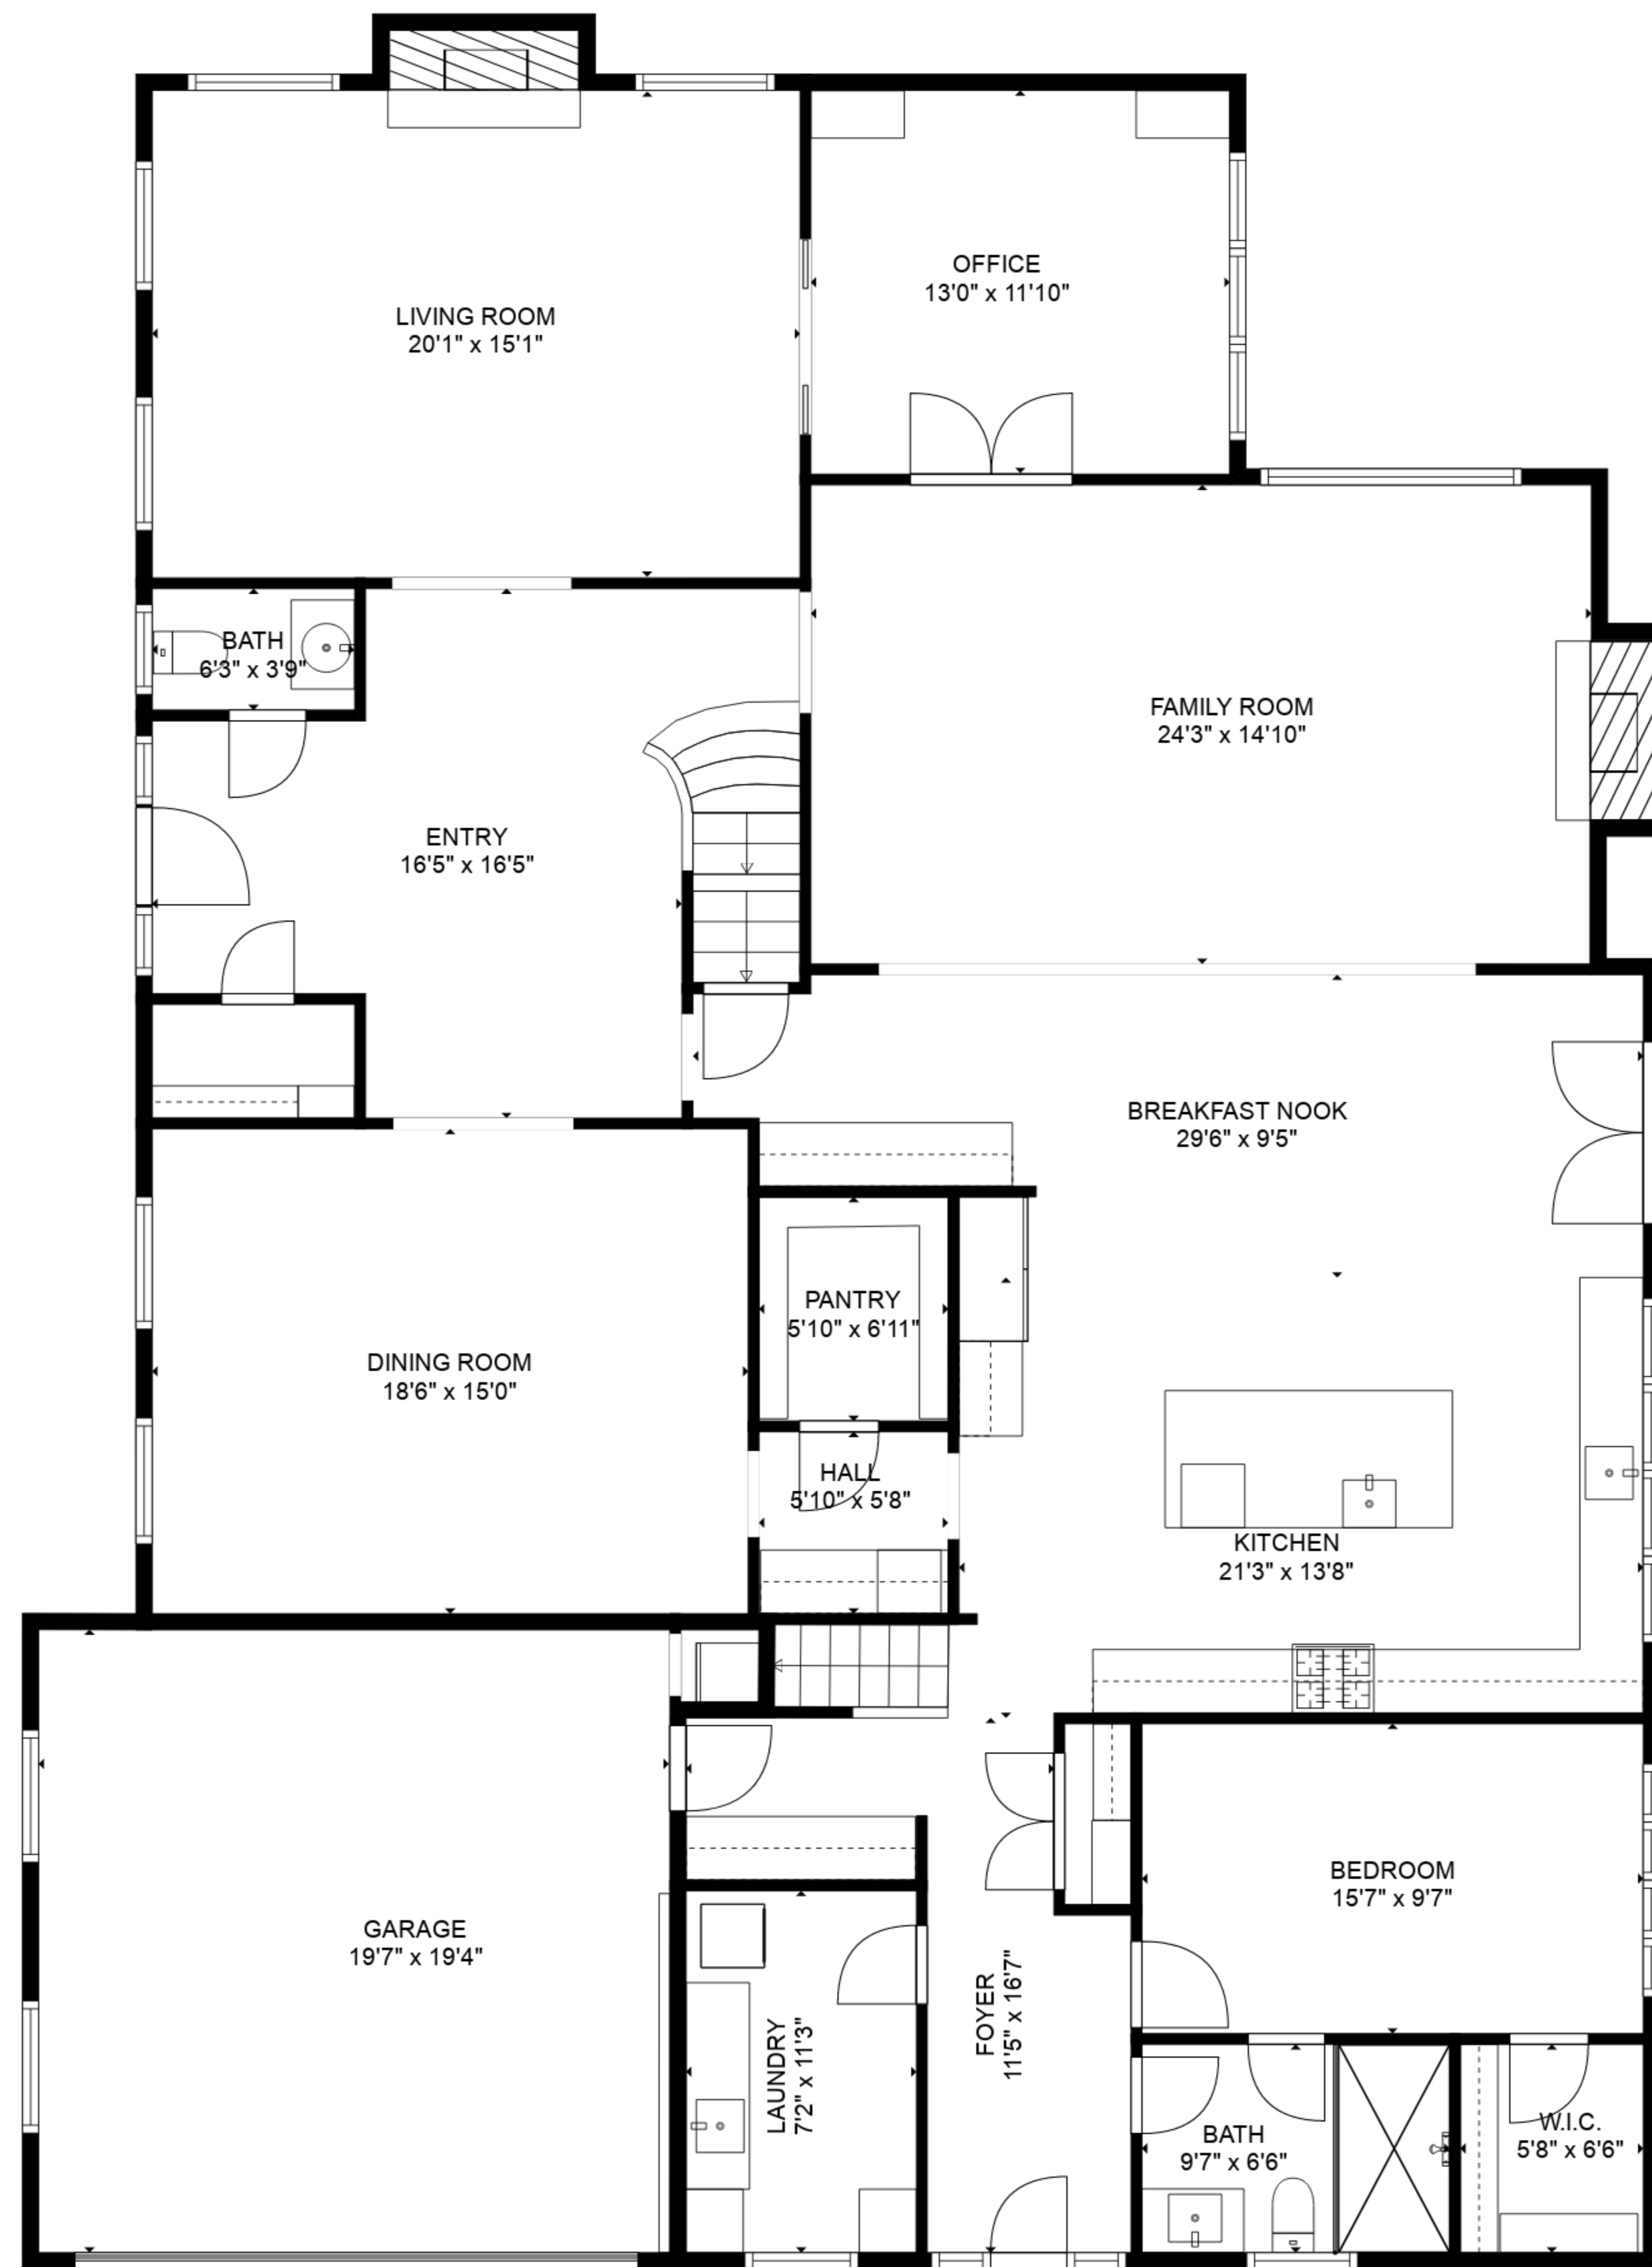 OFFICE
13'0" x 11'10"
LIVING ROOM
20'1" x 15'1"
BATH
6'3" x 3'9"
FAMILY ROOM
24'3" x 14'10"
ENTRY
16'5" x 16'5"
BREAKFAST NOOK
29'6" x 9'5"
PANTRY
5'10" x 6'11"
DINING ROOM
18'6" x 15'0"
HALL
5'10" x 5'8"
KITCHEN
21'3" x 13'8"
BEDROOM
15'7" x 9'7"
GARAGE
19'7" x 19'4"
FOYER
11'5" x 16'7"
LAUNDRY
7'2" x 11'3"
BATH
9'7" x 6'6"
W.I.C.
5'8" x 6'6"